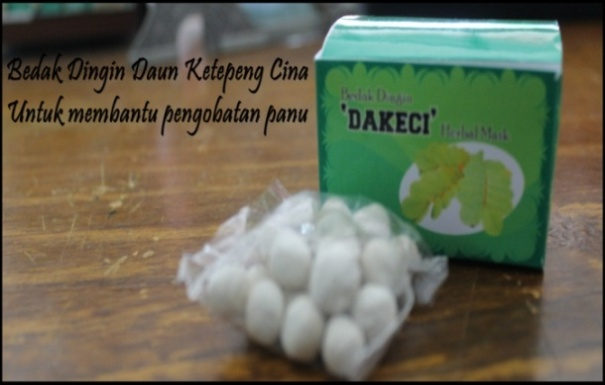 Bedak Dingin Daun Ketepeng Cina
Untuk membantu pengobatan panu
Bedak Dingin
'DAKECI' Herbal Mask